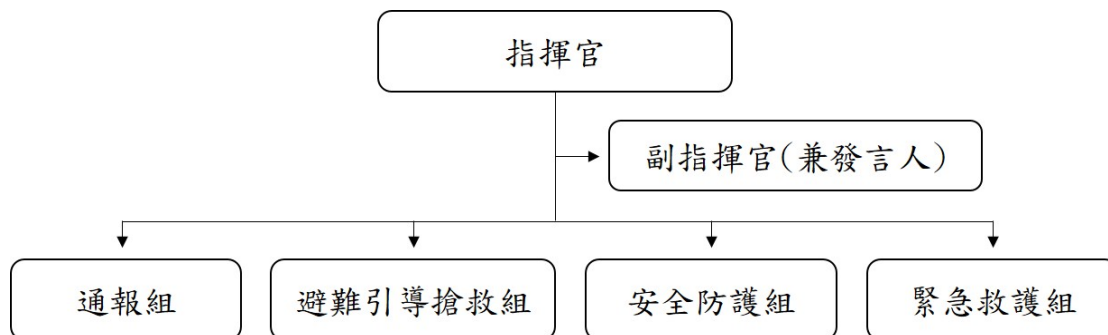 指揮官
副指揮官(兼發言人)
通報組
避難引導搶救組
安全防護組
緊急救護組